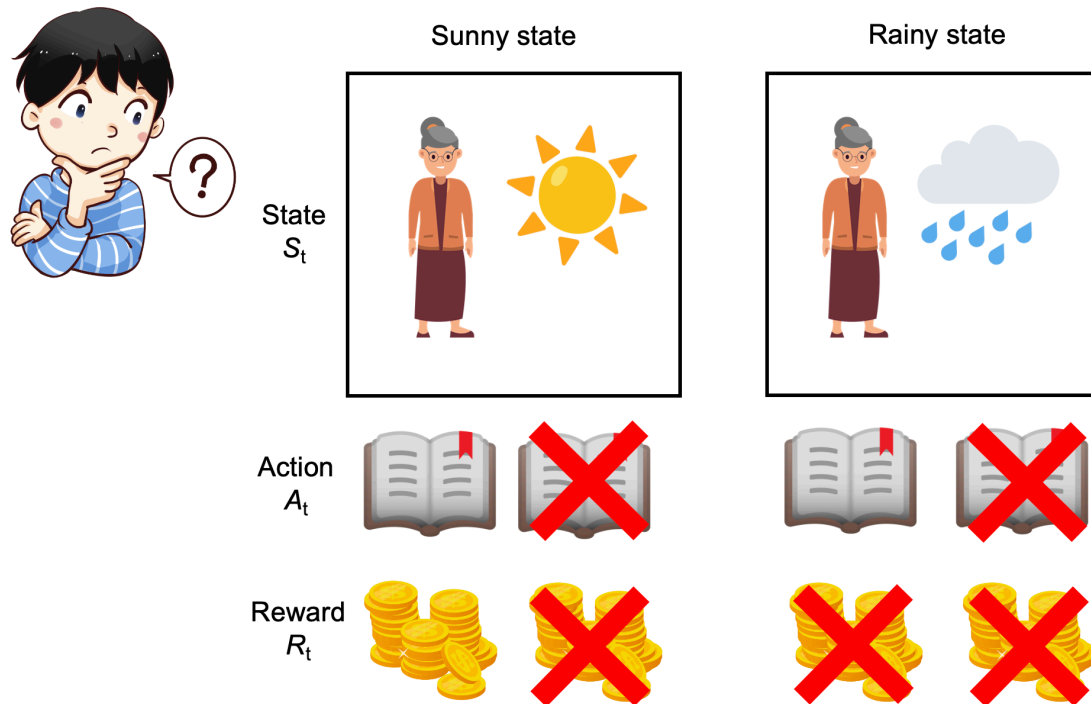 Sunny state
Rainy state
?
State
St
Action
At
Reward
Rt